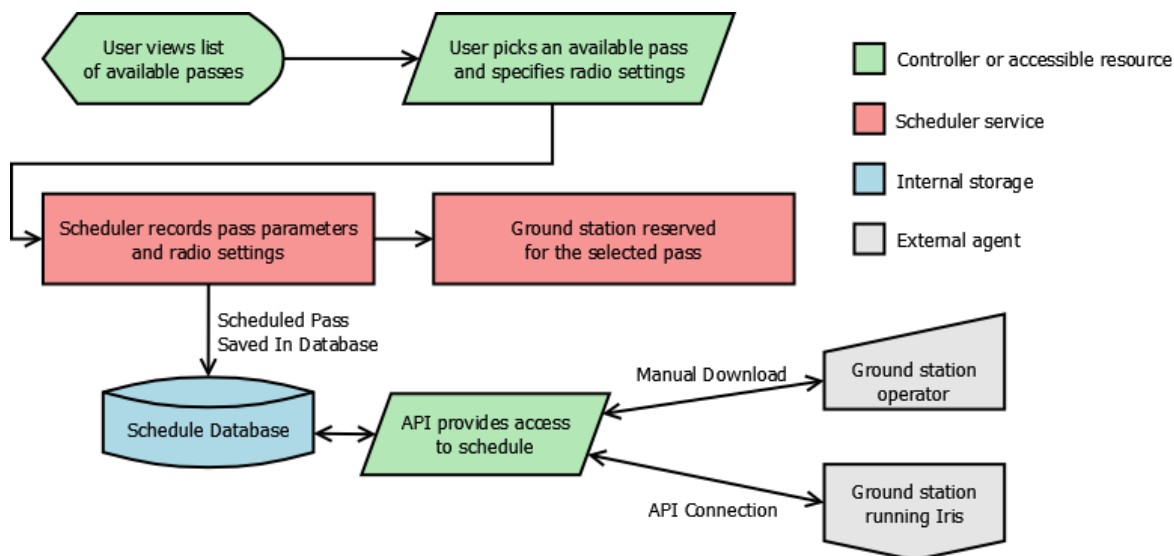 User views list
of available passes
User picks an available pass
and specifies radio settings
Controller or accessible resource
Scheduler service
Internal storage
External agent
Scheduler records pass parameters
and radio settings
Ground station reserved
for the selected pass
Scheduled Pass
Saved In Database
Schedule Database
API provides access
to schedule
Manual Download
Ground station
operator
API Connection
Ground station
running Iris